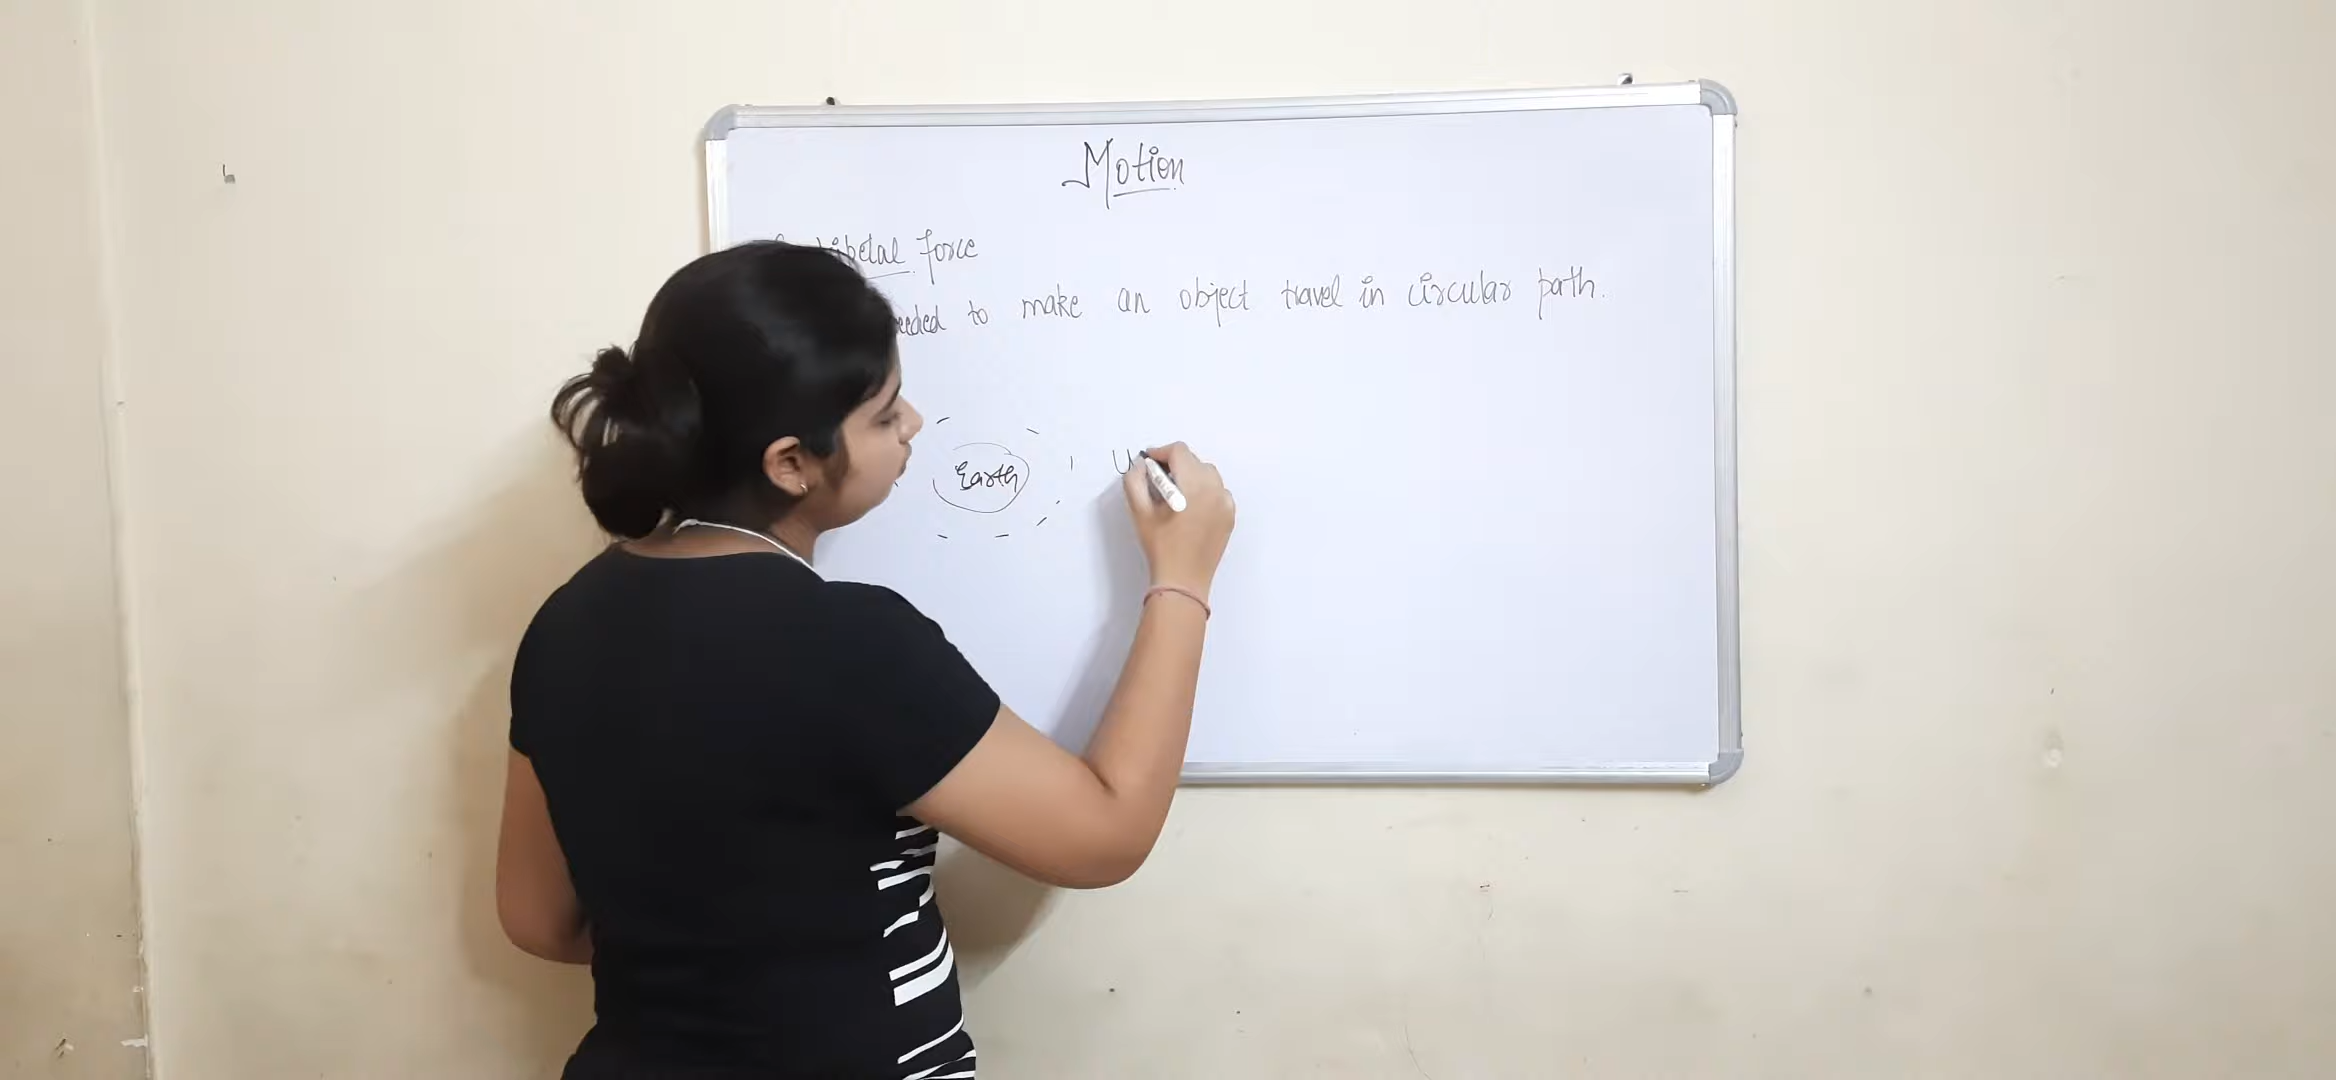 Motion
Force
to make an object travel in circular path.
Earth